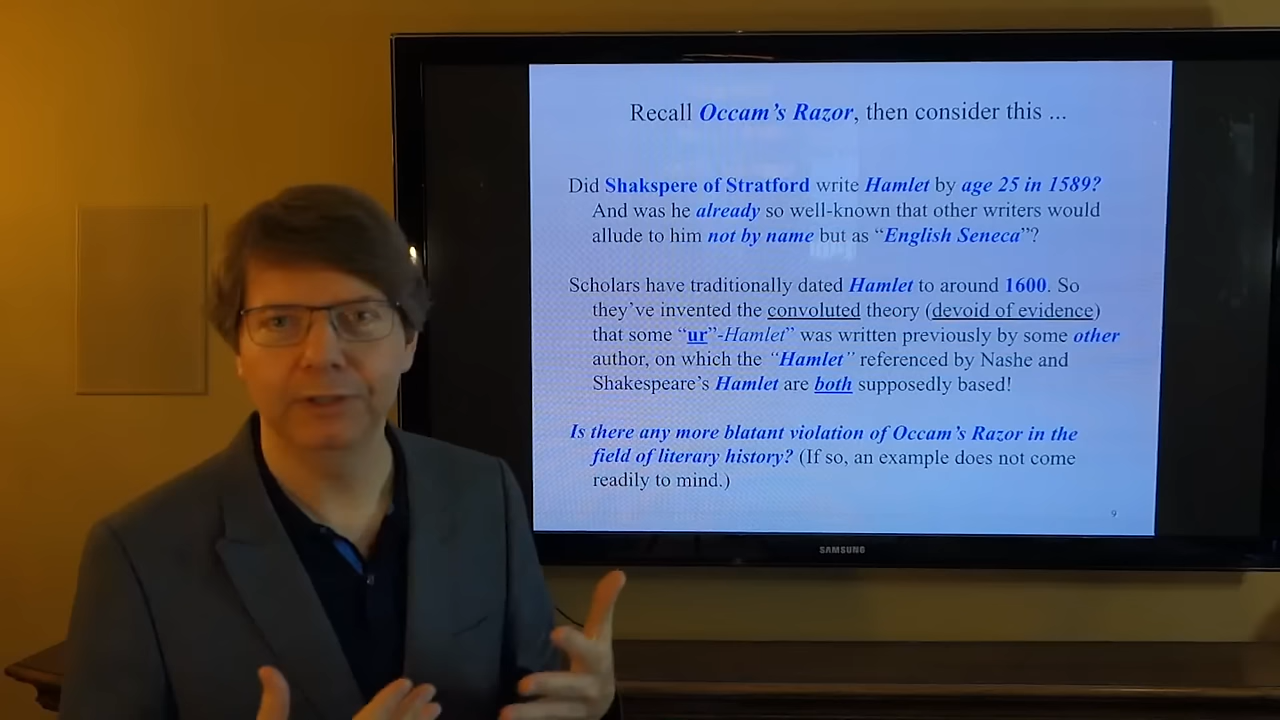 Recall Occam's Razor, then consider this ...
Did Shakspere of Stratford write Hamlet by age 25 in 1589?
And was he already so well-known that other writers would
allude to him not by name but as “English Seneca”?
Scholars have traditionally dated Hamlet to around 1600. So
they've invented the convoluted theory (devoid of evidence)
that some “ur”-Hamlet” was written previously by some other
author, on which the “Hamlet” referenced by Nashe and
Shakespeare's Hamlet are both supposedly based!
Is there any more blatant violation of Occam's Razor in the
field of literary history? (If so, an example does not come
readily to mind.)
9
SAMSUNG